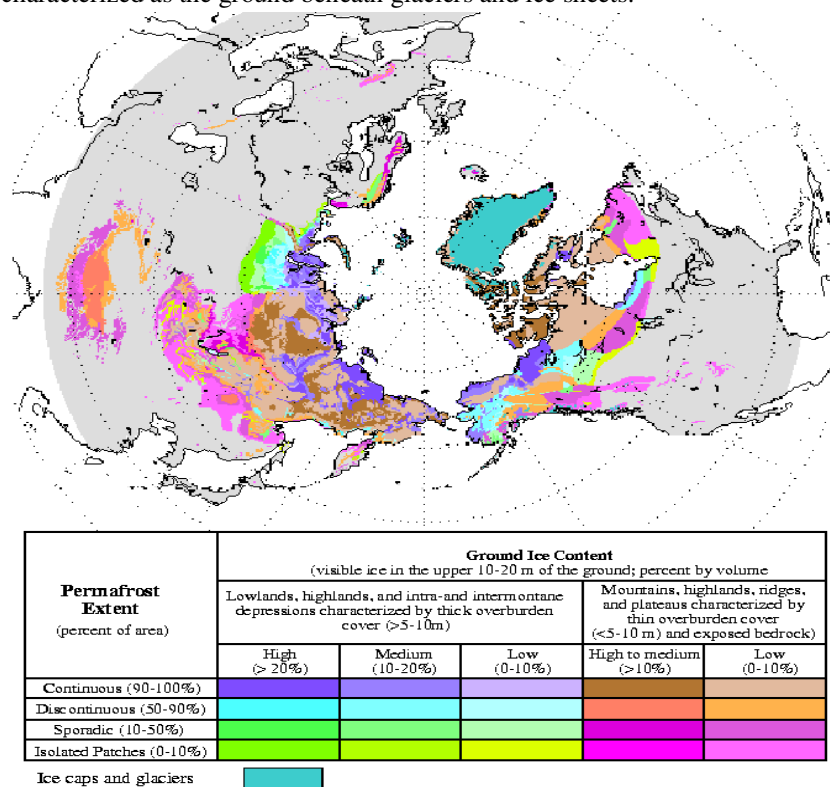 characterized as the ground beneath glaciers and ice sheets.
Permafrost
Extent
(percent of area)
Ground Ice Content
(visible ice in the upper 10-20 m of the ground; percent by volume
Lowlands, highlands, and intra-and intermontane
depressions characterized by thick overburden
cover (>5-10m)
Mountains, highlands, ridges,
and plateaus characterized by
thin overburden cover
(<5-10 m) and exposed bedrock)
High
(> 20%)
Medium
(10-20%)
Low
(0-10%)
High to medium
(>10%)
Low
(0-10%)
Continuous (90-100%)
Discontinuous (50-90%)
Sporadic (10-50%)
Isolated Patches (0-10%)
Ice caps and glaciers